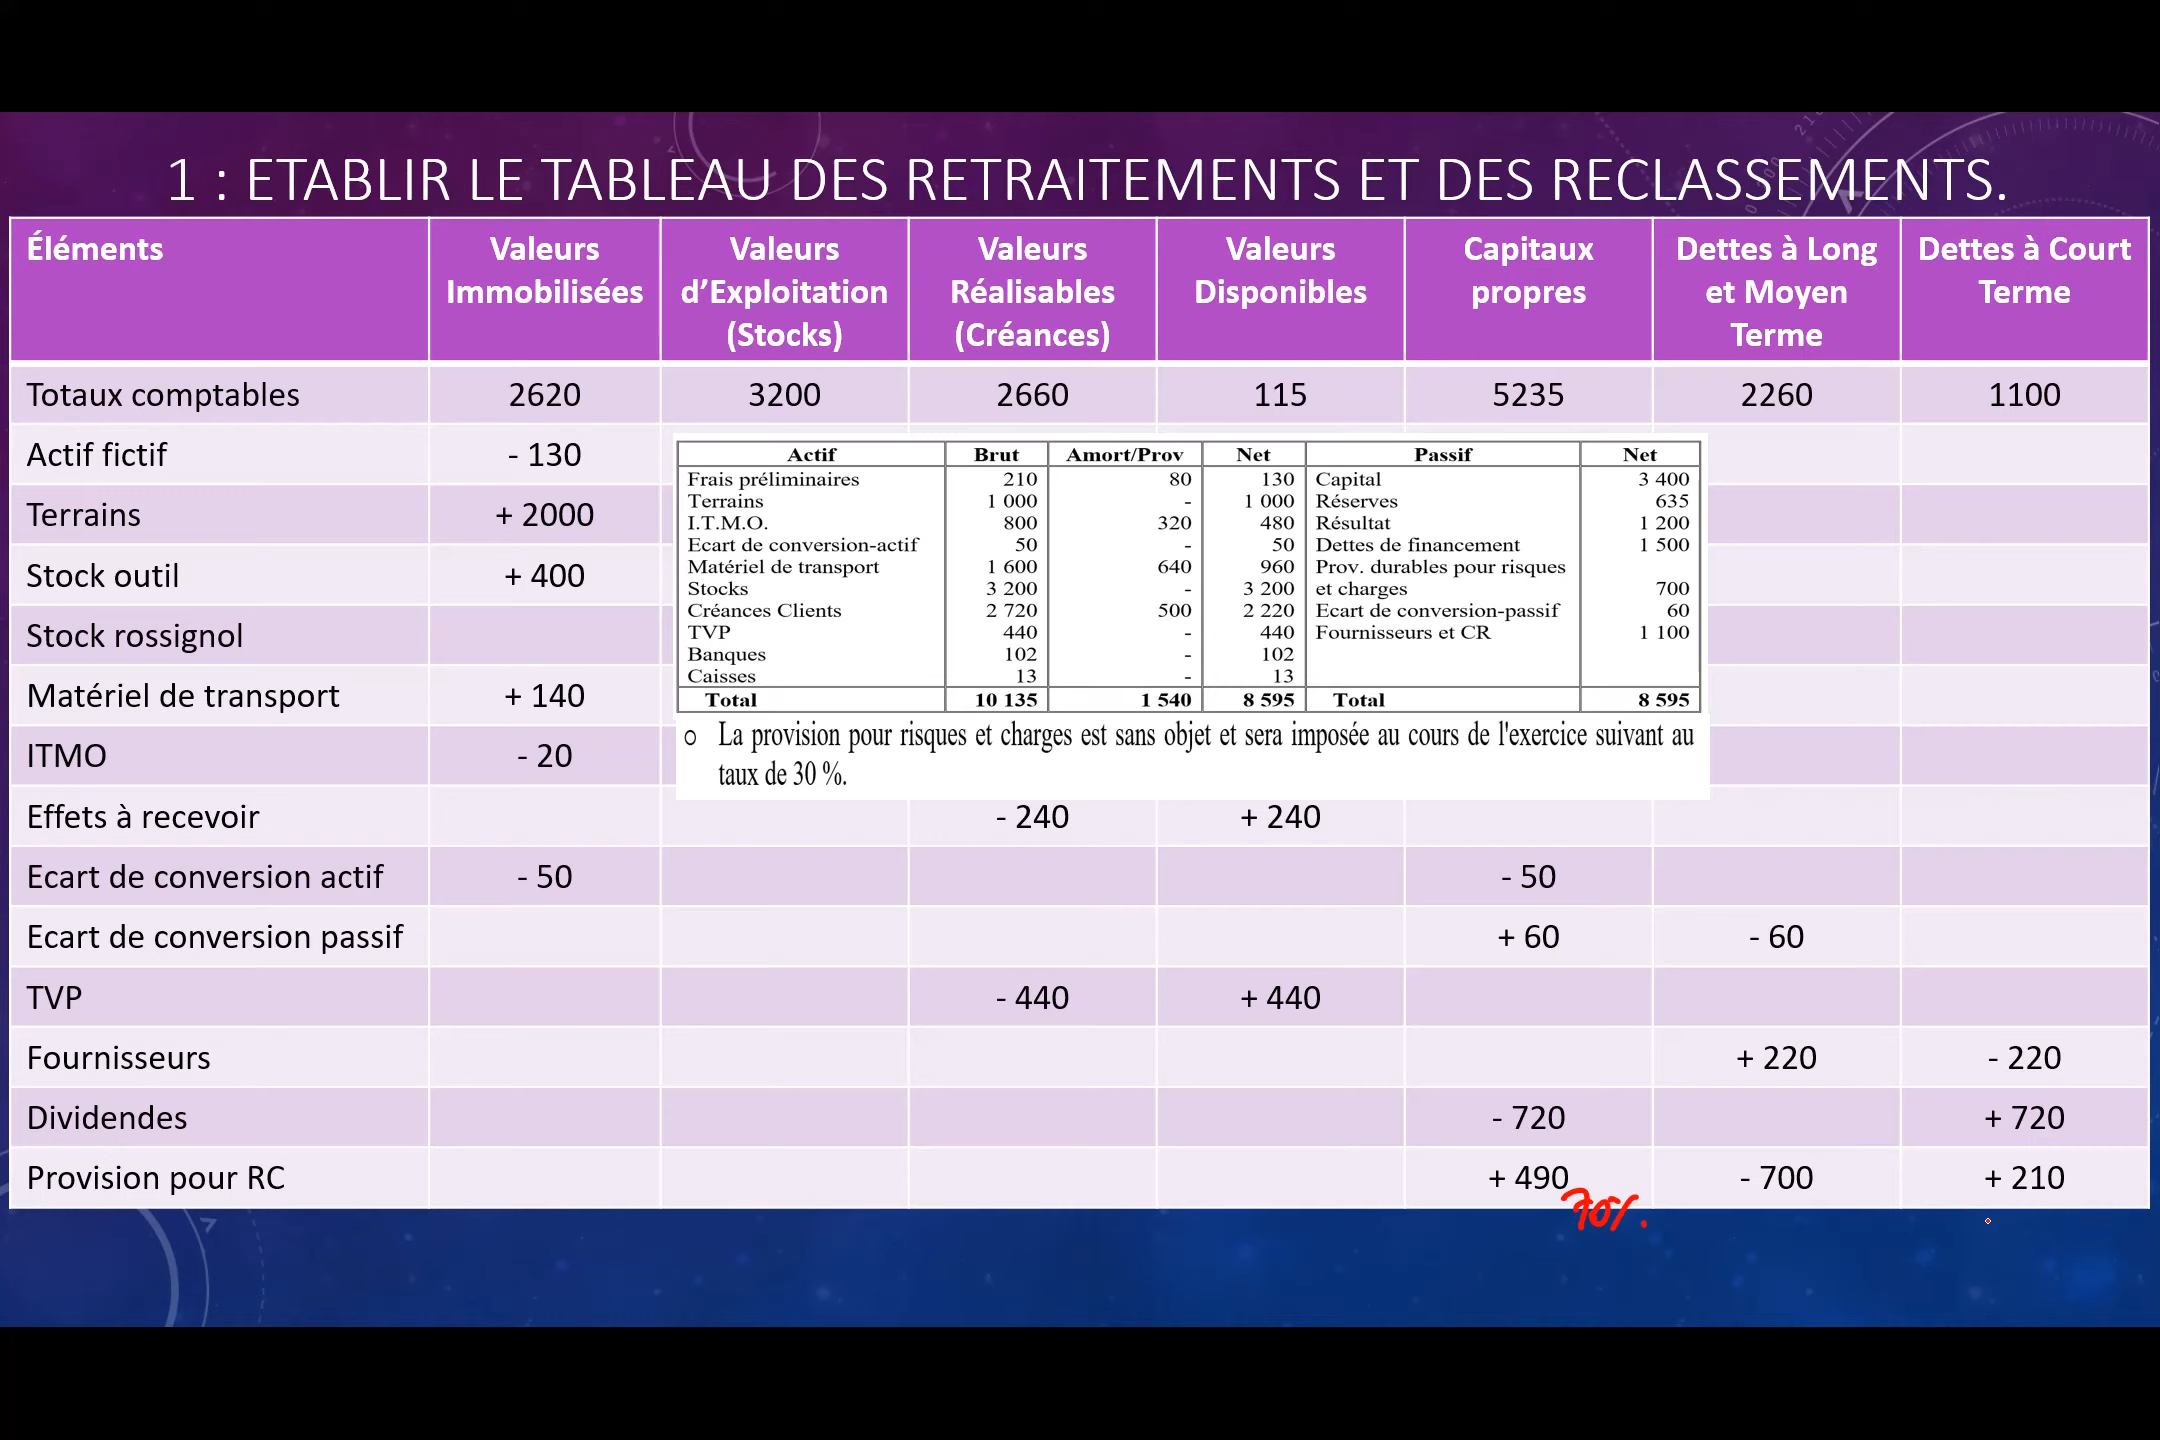 1 : ETABLIR LE TABLEAU DES RETRAITEMENTS ET DES RECLASSEMENTS.
Éléments Valeurs Immobilisées Valeurs d’Exploitation (Stocks) Valeurs Réalisables (Créances) Valeurs Disponibles Capitaux propres Dettes à Long et Moyen Terme Dettes à Court Terme
Totaux comptables 2620 3200 2660 115 5235 2260 1100
Actif fictif - 130
Terrains + 2000
Stock outil + 400
Stock rossignol
Matériel de transport + 140
ITMO - 20
Actif Brut Amort/Prov Net Passif Net
Frais préliminaires 210 80 130 Capital 3 400
Terrains 1 000 - 1 000 Réserves 635
I.T.M.O. 800 320 480 Résultat 1 200
Ecart de conversion-actif 50 - 50 Dettes de financement 1 500
Matériel de transport 1 600 640 960 Prov. durables pour risques
Stocks 3 200 - 3 200 et charges 700
Créances Clients 2 720 500 2 220 Ecart de conversion-passif 60
TVP 440 - 440 Fournisseurs et CR 1 100
Banques 102 - 102
Caisses 13 - 13
Total 10 135 1 540 8 595 Total 8 595
o La provision pour risques et charges est sans objet et sera imposée au cours de l'exercice suivant au
taux de 30 %.
Effets à recevoir - 240 + 240
Ecart de conversion actif - 50 - 50
Ecart de conversion passif + 60 - 60
TVP - 440 + 440
Fournisseurs + 220 - 220
Dividendes - 720 + 720
Provision pour RC + 490 - 700 + 210
70%.